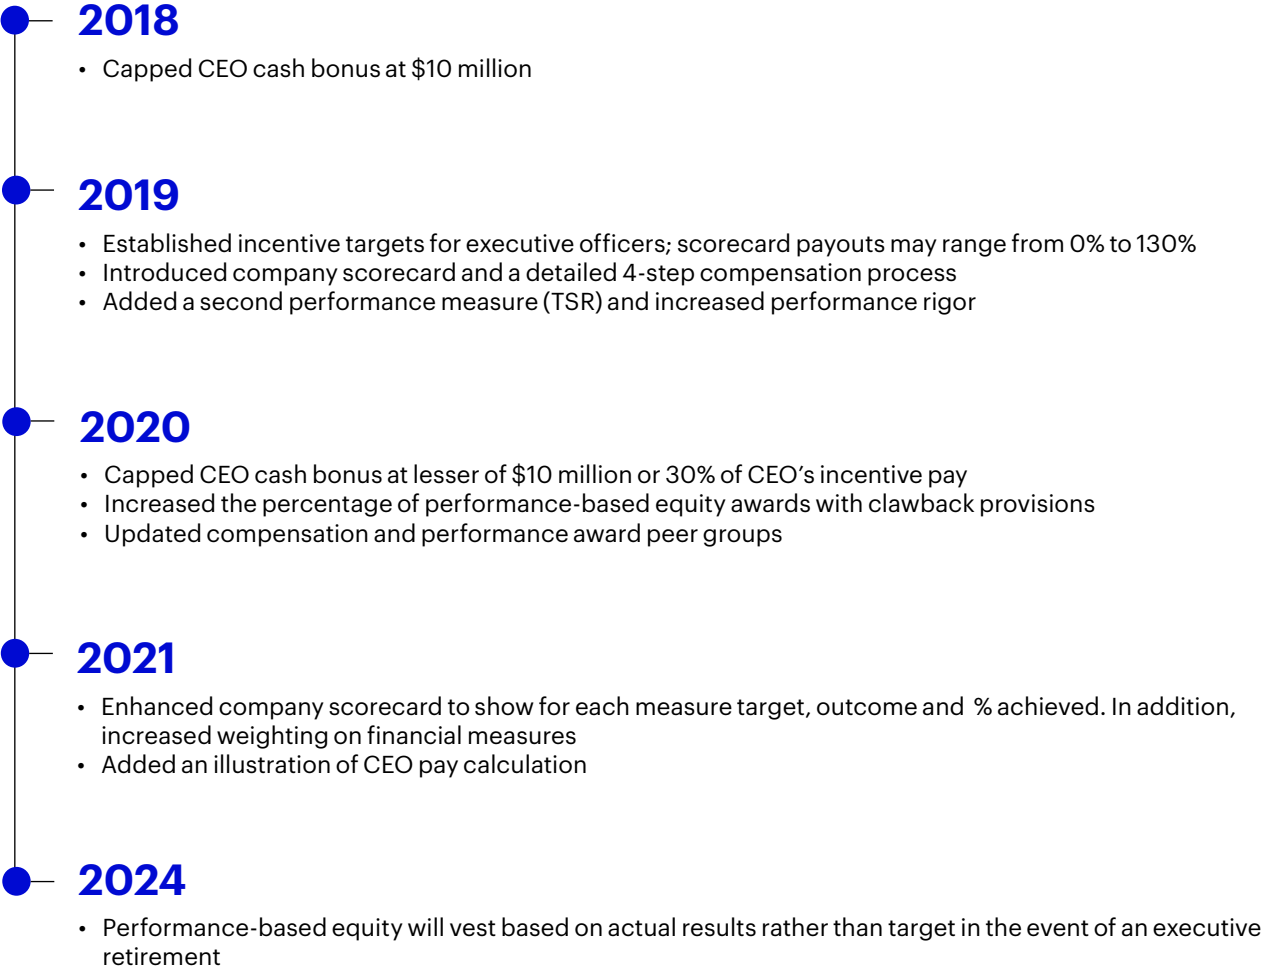 2018
• Capped CEO cash bonus at $10 million
2019
• Established incentive targets for executive officers; scorecard payouts may range from 0% to 130%
• Introduced company scorecard and a detailed 4-step compensation process
• Added a second performance measure (TSR) and increased performance rigor
2020
• Capped CEO cash bonus at lesser of $10 million or 30% of CEO’s incentive pay
• Increased the percentage of performance-based equity awards with clawback provisions
• Updated compensation and performance award peer groups
2021
• Enhanced company scorecard to show for each measure target, outcome and % achieved. In addition,
increased weighting on financial measures
• Added an illustration of CEO pay calculation
2024
• Performance-based equity will vest based on actual results rather than target in the event of an executive
retirement